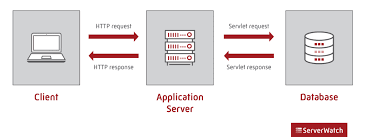 HTTP request
Servlet request
HTTP response
Servlet response
Client
Application
Server
Database
ServerWatch